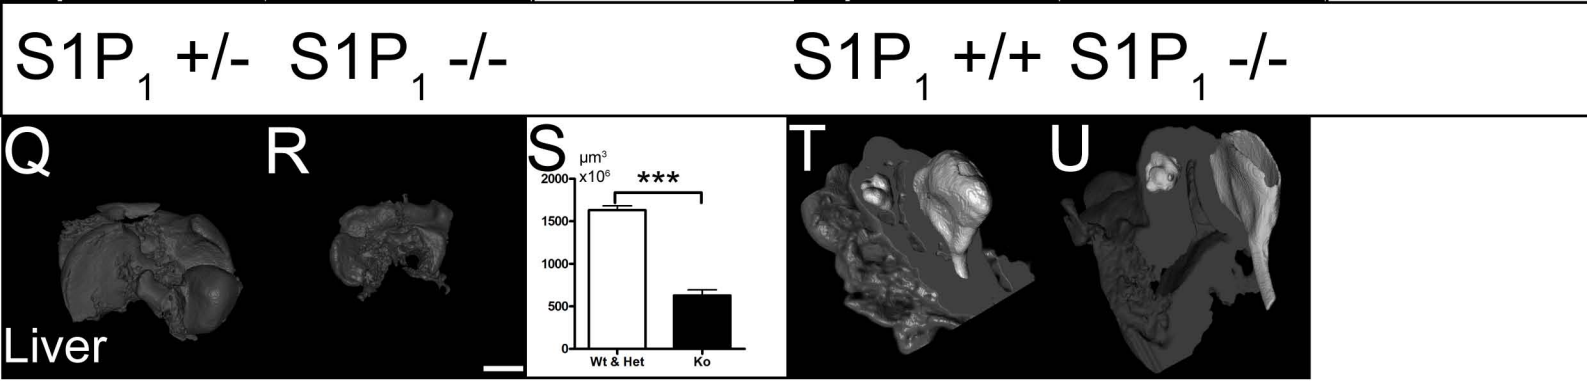 S1P1 +/- S1P1 -/- S1P1 +/+ S1P1 -/-
Q R S T U
µm³
x10⁶
2000
***
1500
1000
500
0
Wt & Het Ko
Liver